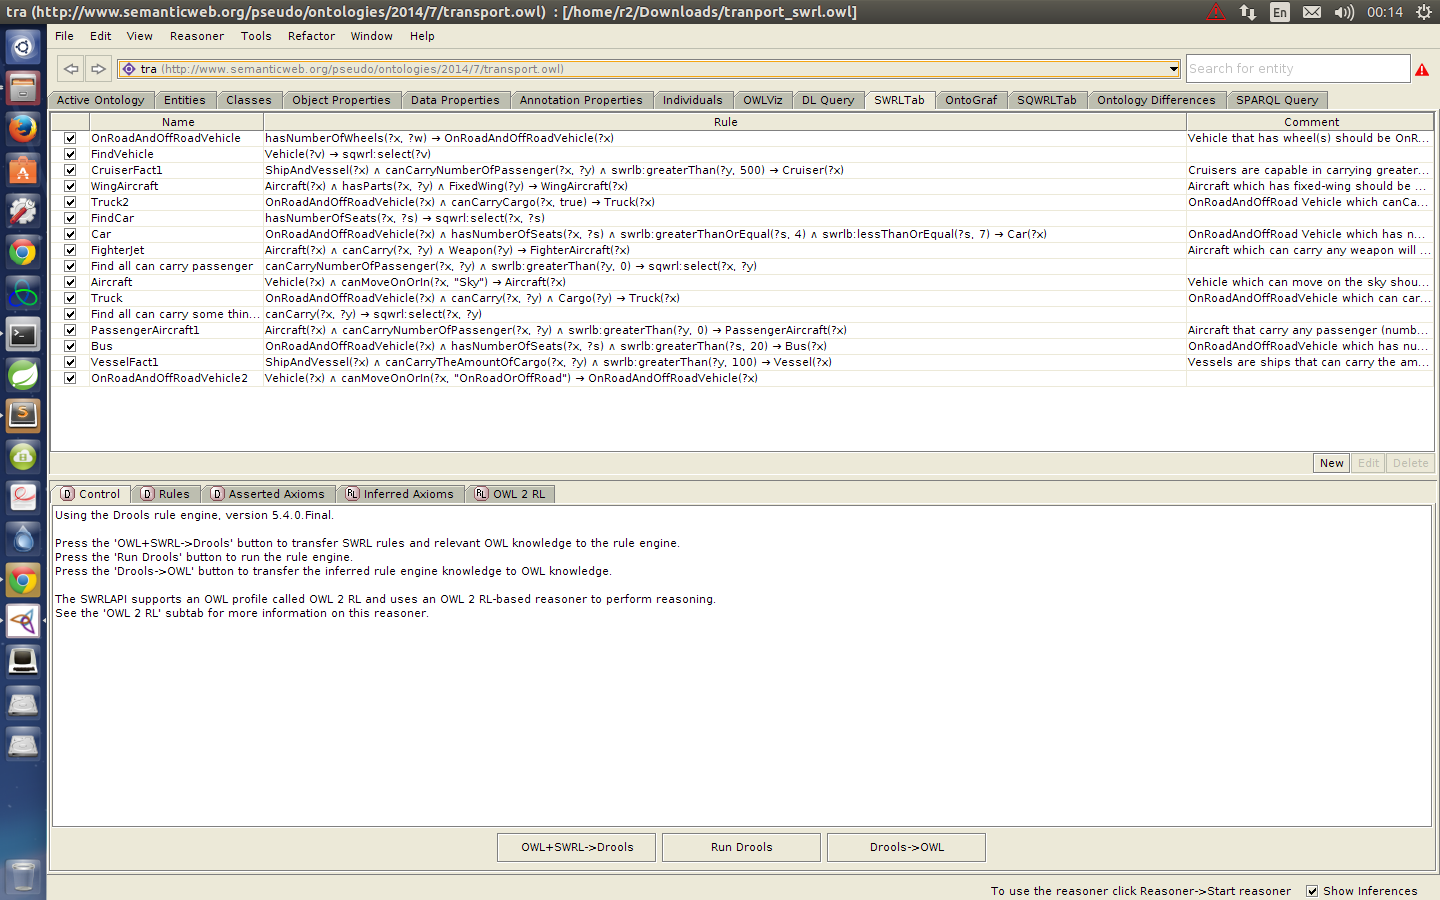 tra (http://www.semanticweb.org/pseudo/ontologies/2014/7/transport.owl) : [/home/r2/Downloads/tranport_swrl.owl]
En
00:14
File Edit View Reasoner Tools Refactor Window Help
tra (http://www.semanticweb.org/pseudo/ontologies/2014/7/transport.owl)
Search for entity
Active Ontology Entities Classes Object Properties Data Properties Annotation Properties Individuals OWLViz DL Query SWRLTab OntoGraf SQWRLTab Ontology Differences SPARQL Query
Name Rule Comment
OnRoadAndOffRoadVehicle hasNumberOfWheels(?x, ?w) → OnRoadAndOffRoadVehicle(?x) Vehicle that has wheel(s) should be OnR...
FindVehicle Vehicle(?v) → sqwrl:select(?v)
CruiserFact1 ShipAndVessel(?x) ∧ canCarryNumberOfPassenger(?x, ?y) ∧ swrlb:greaterThan(?y, 500) → Cruiser(?x) Cruisers are capable in carrying greater...
WingAircraft Aircraft(?x) ∧ hasParts(?x, ?y) ∧ FixedWing(?y) → WingAircraft(?x) Aircraft which has fixed-wing should be ...
Truck2 OnRoadAndOffRoadVehicle(?x) ∧ canCarryCargo(?x, true) → Truck(?x) OnRoadAndOffRoad Vehicle which canCa...
FindCar hasNumberOfSeats(?x, ?s) → sqwrl:select(?x, ?s)
Car OnRoadAndOffRoadVehicle(?x) ∧ hasNumberOfSeats(?x, ?s) ∧ swrlb:greaterThanOrEqual(?s, 4) ∧ swrlb:lessThanOrEqual(?s, 7) → Car(?x) OnRoadAndOffRoad Vehicle which has n...
FighterJet Aircraft(?x) ∧ canCarry(?x, ?y) ∧ Weapon(?y) → FighterAircraft(?x) Aircraft which can carry any weapon will ...
Find all can carry passenger canCarryNumberOfPassenger(?x, ?y) ∧ swrlb:greaterThan(?y, 0) → sqwrl:select(?x, ?y)
Aircraft Vehicle(?x) ∧ canMoveOnOrIn(?x, "Sky") → Aircraft(?x) Vehicle which can move on the sky shou...
Truck OnRoadAndOffRoadVehicle(?x) ∧ canCarry(?x, ?y) ∧ Cargo(?y) → Truck(?x) OnRoadAndOffRoadVehicle which can car...
Find all can carry some thin... canCarry(?x, ?y) → sqwrl:select(?x, ?y)
PassengerAircraft1 Aircraft(?x) ∧ canCarryNumberOfPassenger(?x, ?y) ∧ swrlb:greaterThan(?y, 0) → PassengerAircraft(?x) Aircraft that carry any passenger (numb...
Bus OnRoadAndOffRoadVehicle(?x) ∧ hasNumberOfSeats(?x, ?s) ∧ swrlb:greaterThan(?s, 20) → Bus(?x) OnRoadAndOffRoadVehicle which has nu...
VesselFact1 ShipAndVessel(?x) ∧ canCarryTheAmountOfCargo(?x, ?y) ∧ swrlb:greaterThan(?y, 100) → Vessel(?x) Vessels are ships that can carry the am...
OnRoadAndOffRoadVehicle2 Vehicle(?x) ∧ canMoveOnOrIn(?x, "OnRoadOrOffRoad") → OnRoadAndOffRoadVehicle(?x)
New Edit Delete
D Control D Rules D Asserted Axioms RL Inferred Axioms RL OWL 2 RL
Using the Drools rule engine, version 5.4.0.Final.
Press the 'OWL+SWRL->Drools' button to transfer SWRL rules and relevant OWL knowledge to the rule engine.
Press the 'Run Drools' button to run the rule engine.
Press the 'Drools->OWL' button to transfer the inferred rule engine knowledge to OWL knowledge.
The SWRLAPI supports an OWL profile called OWL 2 RL and uses an OWL 2 RL-based reasoner to perform reasoning.
See the 'OWL 2 RL' subtab for more information on this reasoner.
OWL+SWRL->Drools Run Drools Drools->OWL
To use the reasoner click Reasoner->Start reasoner Show Inferences